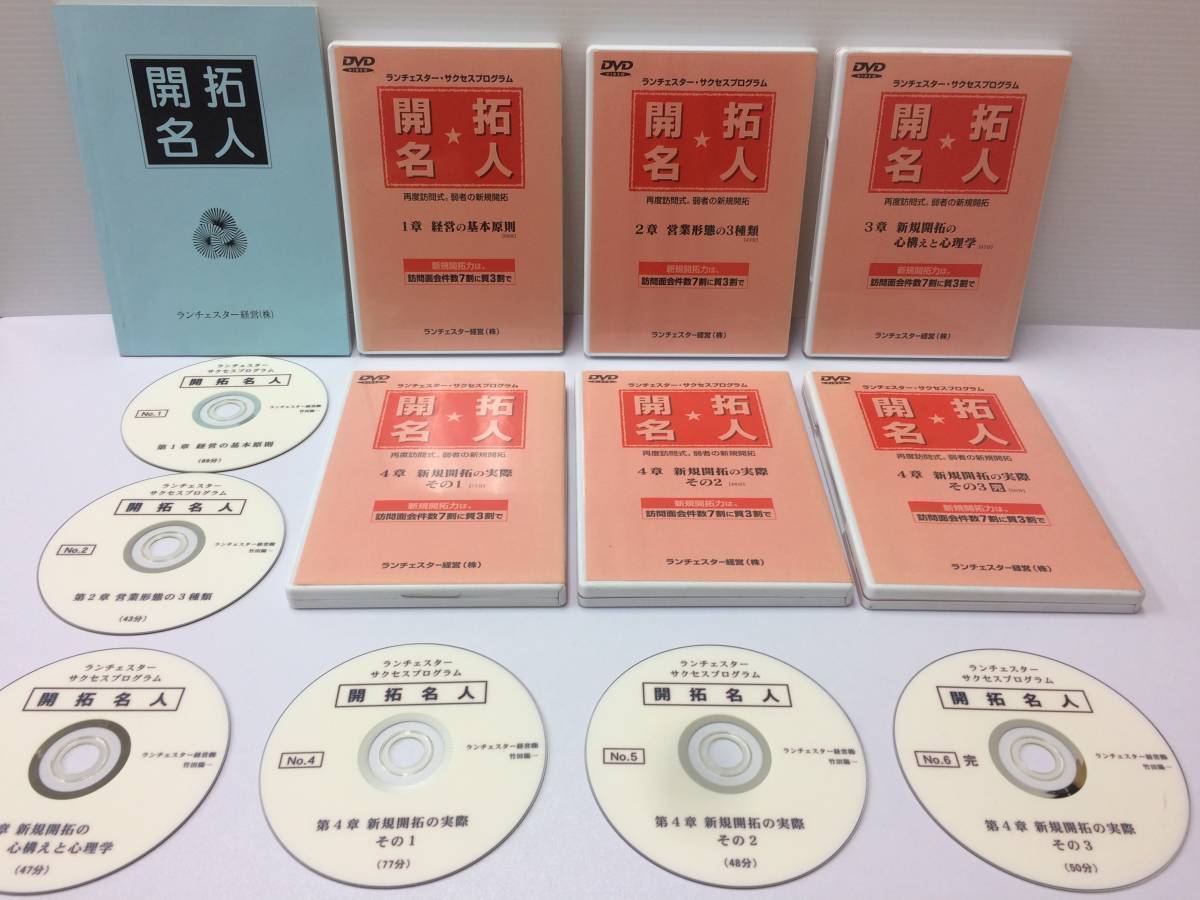 開拓
名人
ランチェスター経営(株)
DVD
VIDEO
ランチェスター・サクセスプログラム
開★拓
名人
再度訪問式。弱者の新規開拓
1章 経営の基本原則
新規開拓力は、
訪問面会件数7割に質3割で
ランチェスター経営(株)
DVD
VIDEO
ランチェスター・サクセスプログラム
開★拓
名人
再度訪問式。弱者の新規開拓
2章 営業形態の3種類
新規開拓力は、
訪問面会件数7割に質3割で
ランチェスター経営(株)
DVD
VIDEO
ランチェスター・サクセスプログラム
開★拓
名人
再度訪問式。弱者の新規開拓
3章 新規開拓の
心構えと心理学
新規開拓力は、
訪問面会件数7割に質3割で
ランチェスター経営(株)
DVD
VIDEO
ランチェスター・サクセスプログラム
開★拓
名人
再度訪問式。弱者の新規開拓
4章 新規開拓の実際
その1
新規開拓力は、
訪問面会件数7割に質3割で
ランチェスター経営(株)
DVD
VIDEO
ランチェスター・サクセスプログラム
開★拓
名人
再度訪問式。弱者の新規開拓
4章 新規開拓の実際
その2
新規開拓力は、
訪問面会件数7割に質3割で
ランチェスター経営(株)
DVD
VIDEO
ランチェスター・サクセスプログラム
開★拓
名人
再度訪問式。弱者の新規開拓
4章 新規開拓の実際
その3 完
新規開拓力は、
訪問面会件数7割に質3割で
ランチェスター経営(株)
ランチェスター
サクセスプログラム
開拓名人
No.1
ランチェスター経営㈱
竹田陽一
第1章 経営の基本原則
ランチェスター
サクセスプログラム
開拓名人
No.2
ランチェスター経営㈱
竹田陽一
第2章 営業形態の3種類
(43分)
ランチェスター
サクセスプログラム
開拓名人
ランチェスター経営㈱
竹田陽一
章 新規開拓の
心構えと心理学
(47分)
ランチェスター
サクセスプログラム
開拓名人
No.4
ランチェスター経営㈱
竹田陽一
第4章 新規開拓の実際
その1
(77分)
ランチェスター
サクセスプログラム
開拓名人
No.5
ランチェスター経営㈱
竹田陽一
第4章 新規開拓の実際
その2
(48分)
ランチェスター
サクセスプログラム
開拓名人
No.6 完
ランチェスター経営㈱
竹田陽一
第4章 新規開拓の実際
その3
(50分)